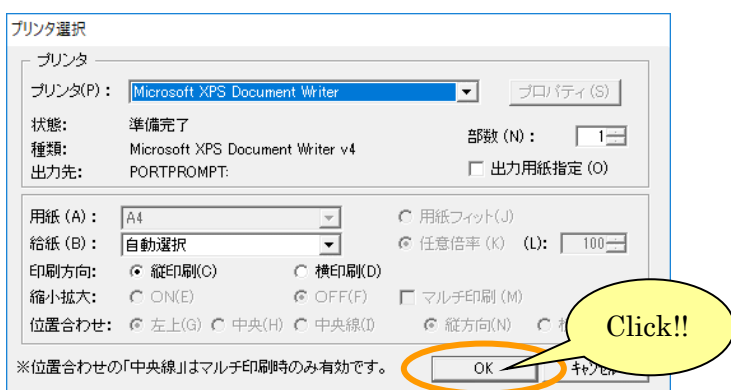 プリンタ選択
プリンタ
プリンタ(P)： Microsoft XPS Document Writer プロパティ(S)
状態： 準備完了 部数(N)： 1
種類： Microsoft XPS Document Writer v4
出力先： PORTPROMPT: 出力用紙指定(O)
用紙(A)： A4 用紙フィット(J)
給紙(B)： 自動選択 任意倍率(K) (L): 100
印刷方向： 縦印刷(C) 横印刷(D)
縮小拡大： ON(E) OFF(F) マルチ印刷(M)
位置合わせ： 左上(G) 中央(H) 中央線(I) 縦方向(N)
Click!!
※位置合わせの「中央線」はマルチ印刷時のみ有効です。 OK